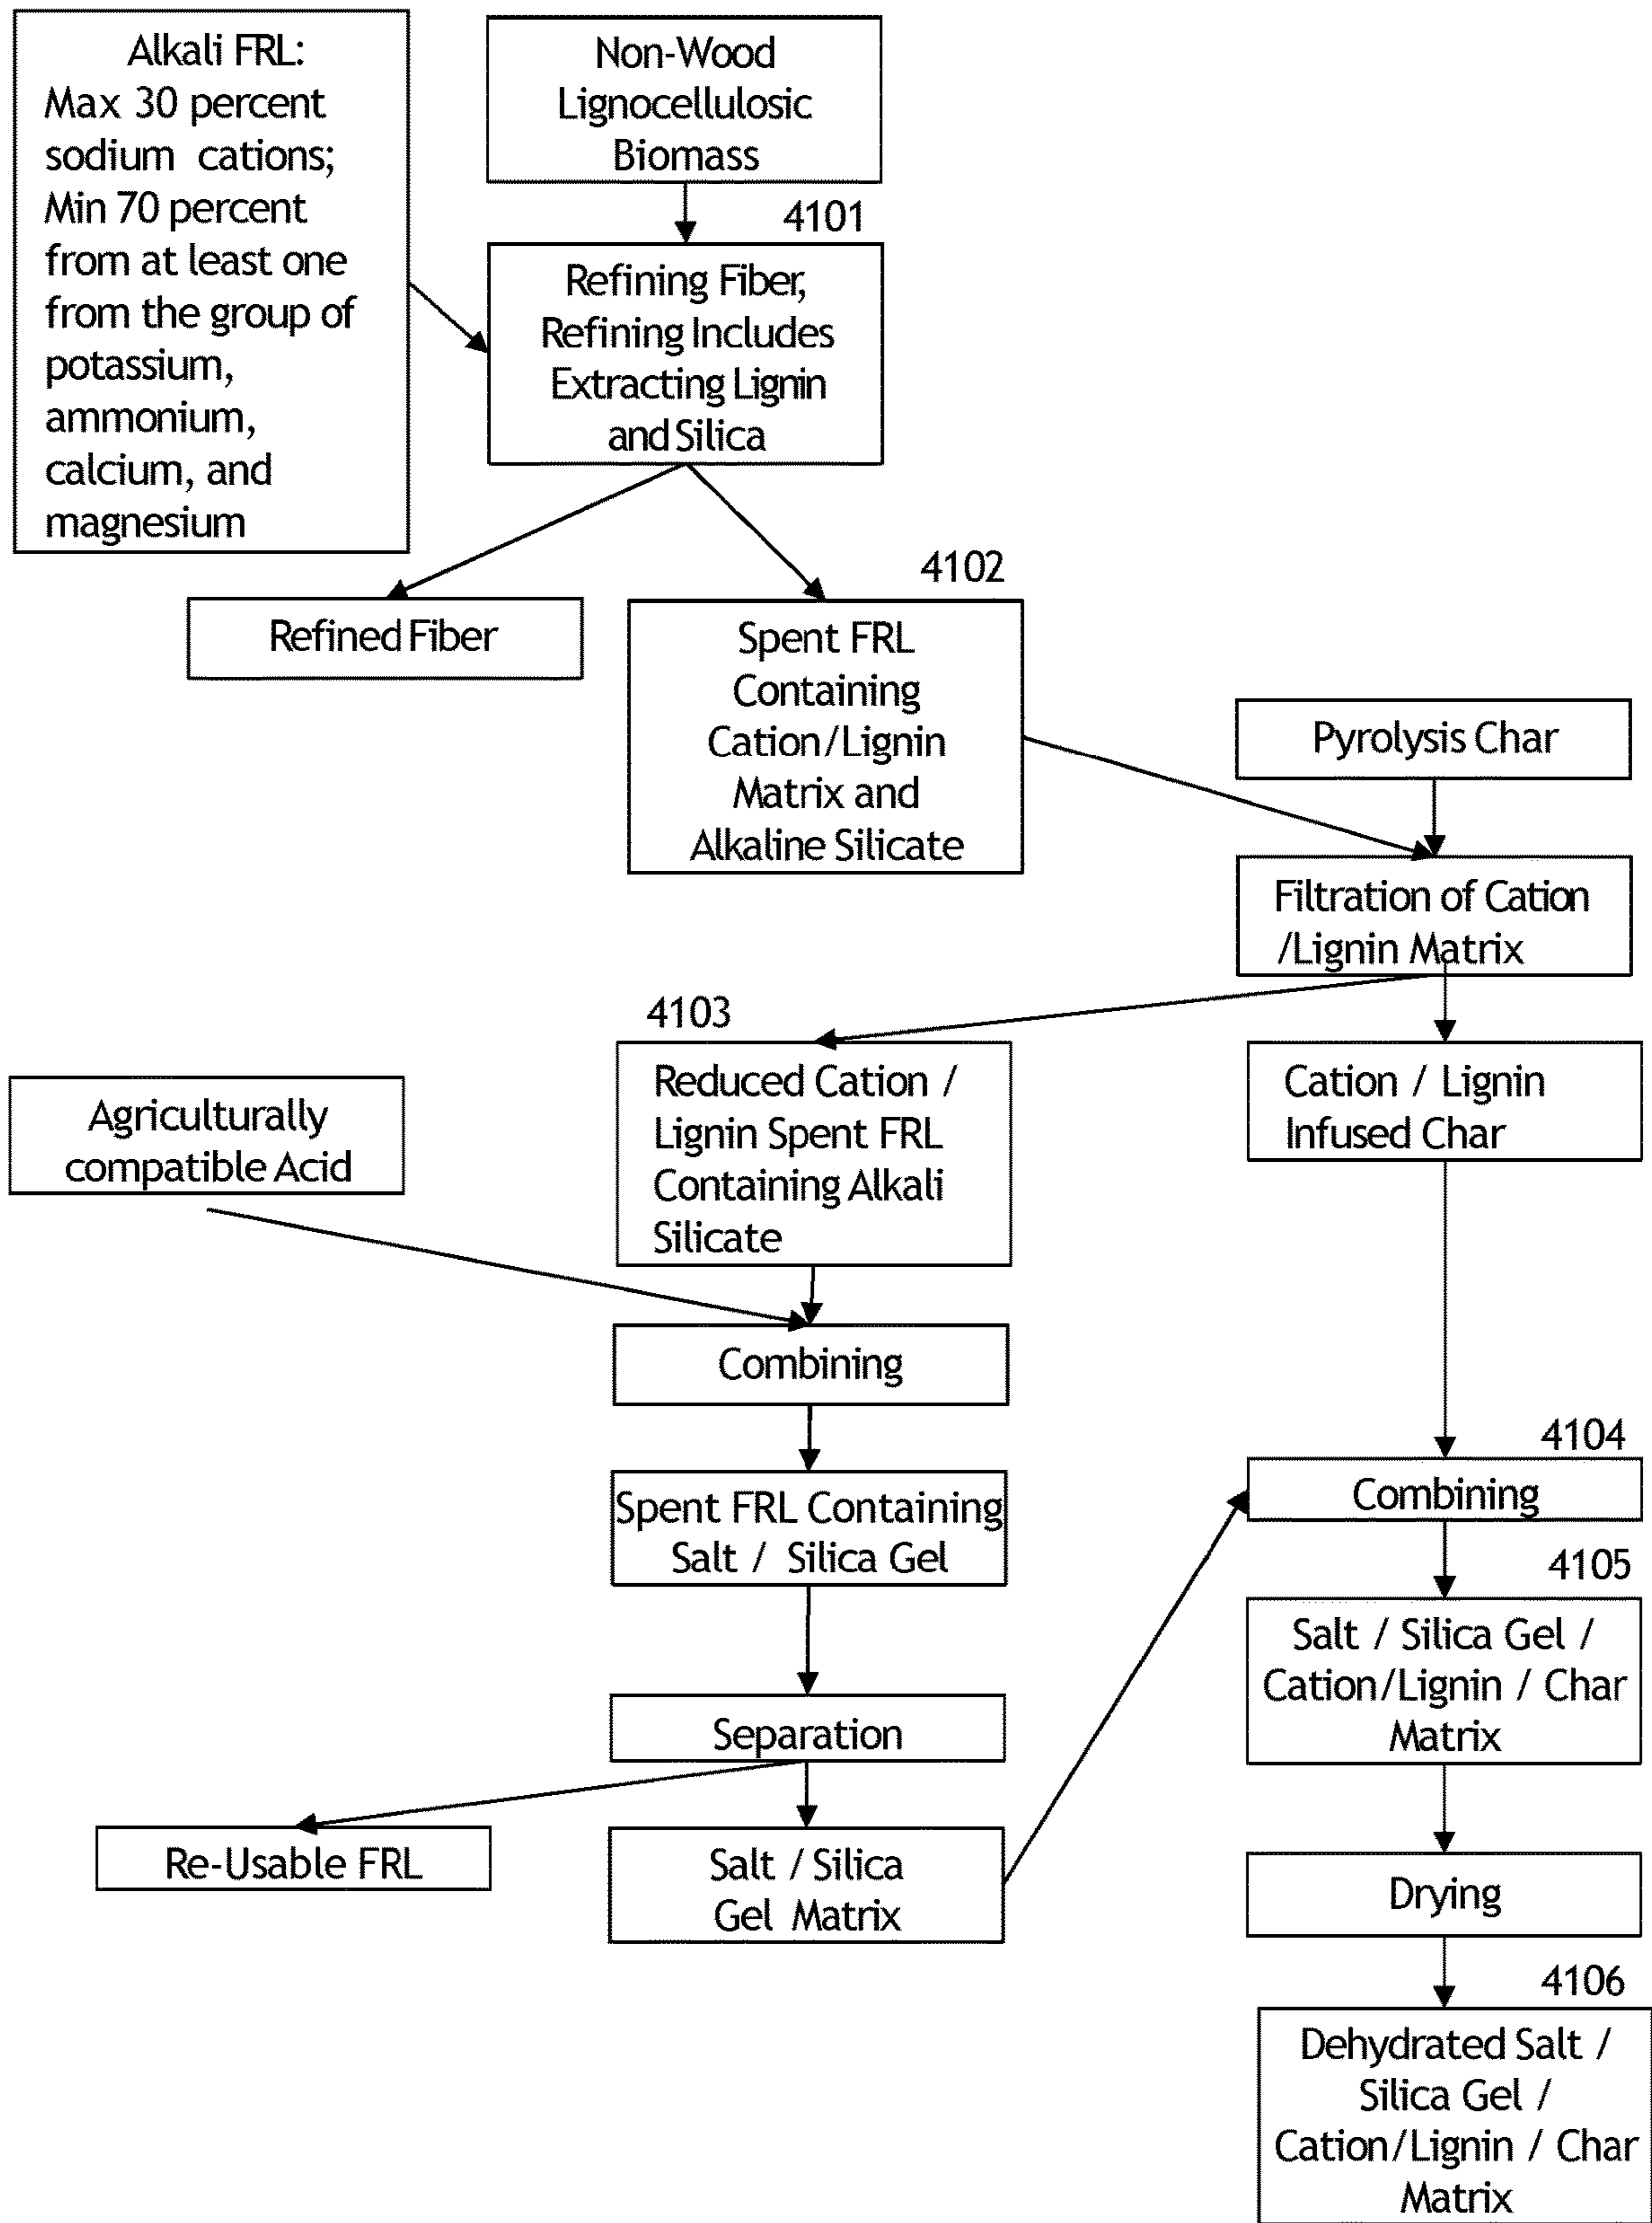 Alkali FRL:
Max 30 percent
sodium cations;
Min 70 percent
from at least one
from the group of
potassium,
ammonium,
calcium, and
magnesium
Non-Wood
Lignocellulosic
Biomass
4101
Refining Fiber,
Refining Includes
Extracting Lignin
and Silica
Refined Fiber
4102
Spent FRL
Containing
Cation/Lignin
Matrix and
Alkaline Silicate
Pyrolysis Char
Filtration of Cation
/Lignin Matrix
4103
Reduced Cation /
Lignin Spent FRL
Containing Alkali
Silicate
Cation / Lignin
Infused Char
Agriculturally
compatible Acid
Combining
Spent FRL Containing
Salt / Silica Gel
Separation
Re-Usable FRL
Salt / Silica
Gel Matrix
4104
Combining
4105
Salt / Silica Gel /
Cation/Lignin / Char
Matrix
Drying
4106
Dehydrated Salt /
Silica Gel /
Cation/Lignin / Char
Matrix